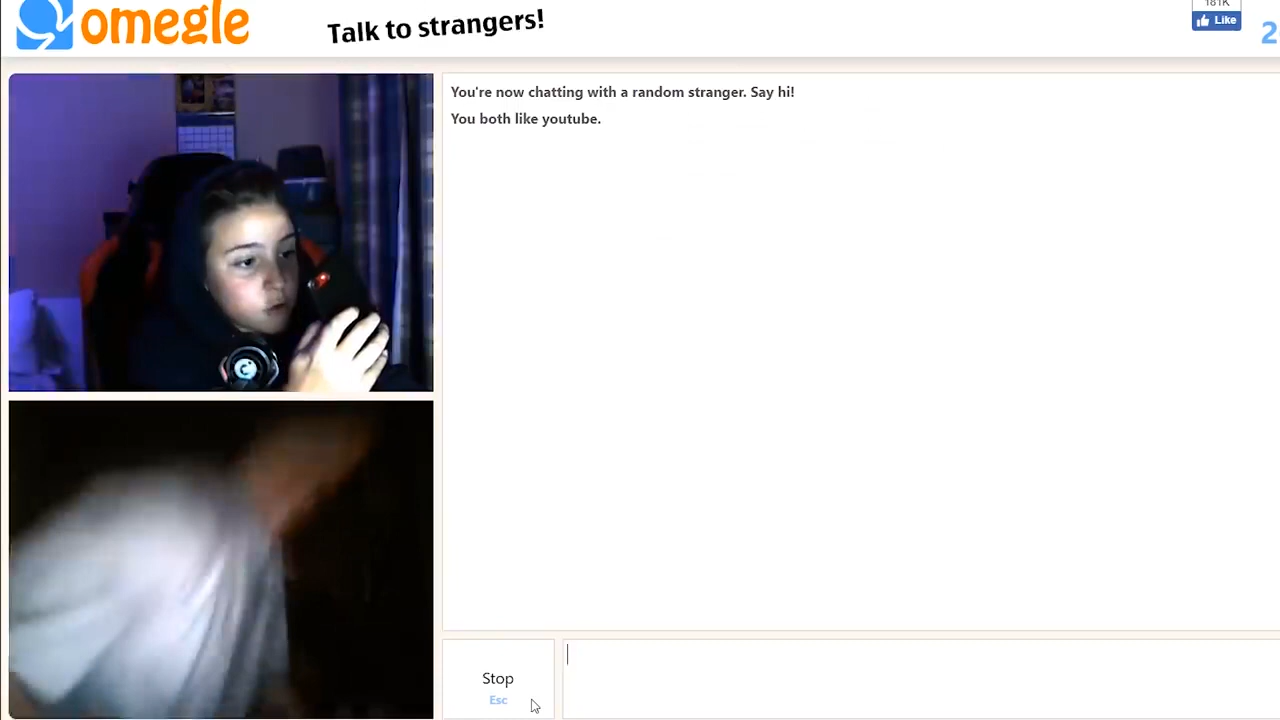 omegle
Talk to strangers!
181K
Like
2
You're now chatting with a random stranger. Say hi!
You both like youtube.
Stop
Esc